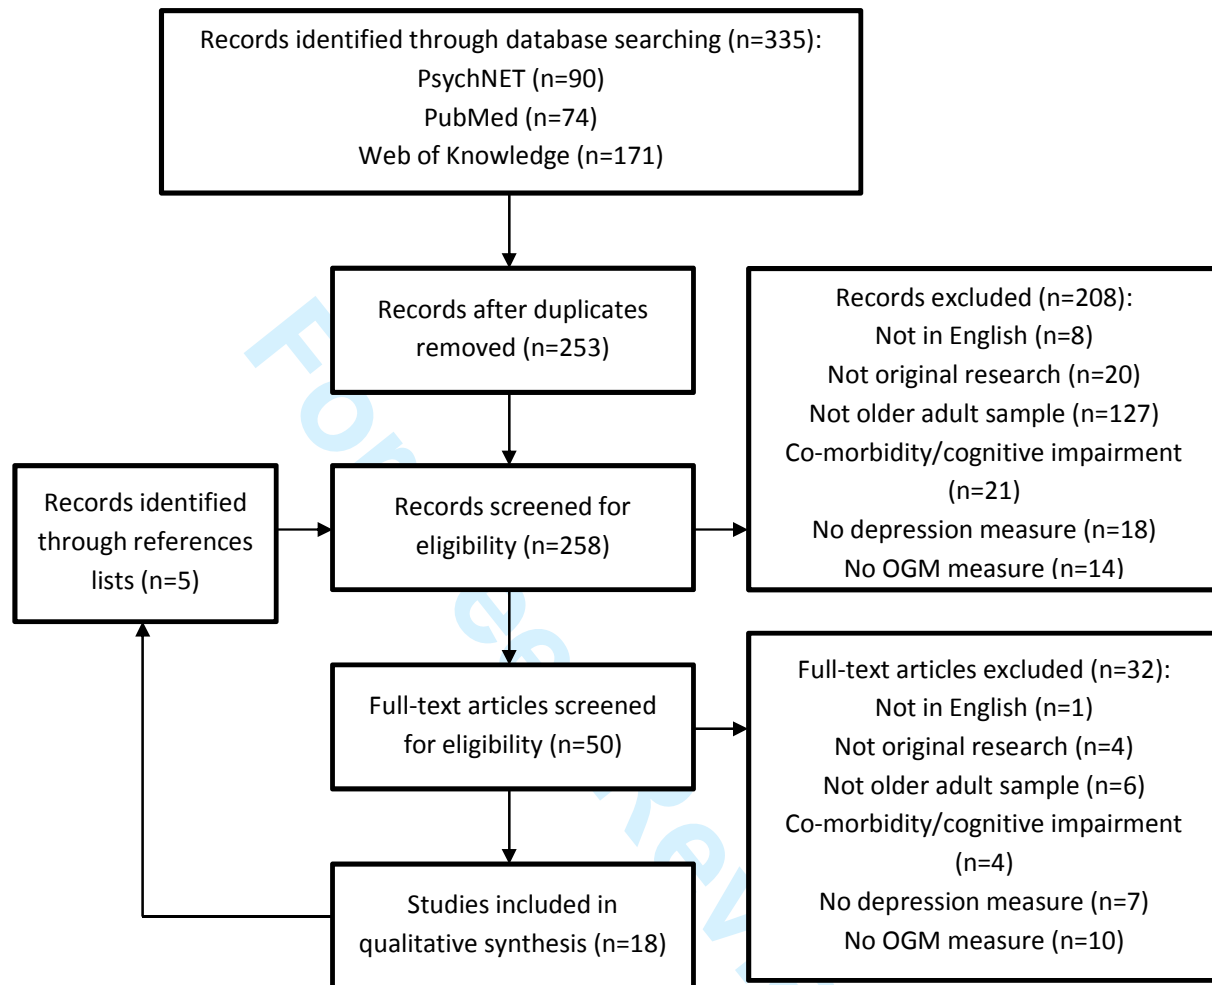 Records identified through database searching (n=335):
PsychNET (n=90)
PubMed (n=74)
Web of Knowledge (n=171)
Records after duplicates
removed (n=253)
Records excluded (n=208):
Not in English (n=8)
Not original research (n=20)
Not older adult sample (n=127)
Co-morbidity/cognitive impairment
(n=21)
No depression measure (n=18)
No OGM measure (n=14)
Records identified
through references
lists (n=5)
Records screened for
eligibility (n=258)
Full-text articles screened
for eligibility (n=50)
Full-text articles excluded (n=32):
Not in English (n=1)
Not original research (n=4)
Not older adult sample (n=6)
Co-morbidity/cognitive impairment
(n=4)
No depression measure (n=7)
No OGM measure (n=10)
Studies included in
qualitative synthesis (n=18)
For